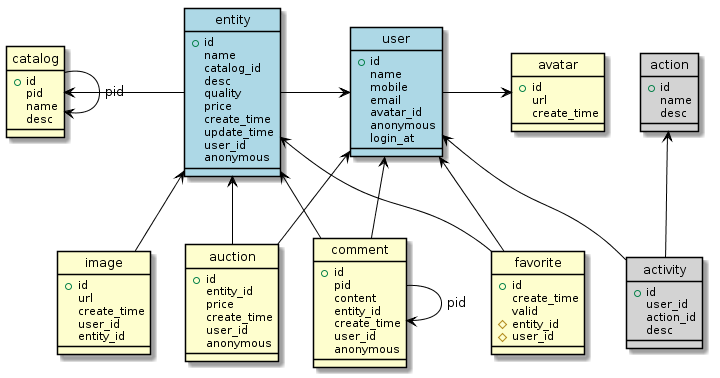 entity
id
name
catalog_id
desc
quality
price
create_time
update_time
user_id
anonymous
user
id
name
mobile
email
avatar_id
anonymous
login_at
catalog
id
pid
name
desc
pid
avatar
id
url
create_time
action
id
name
desc
image
id
url
create_time
user_id
entity_id
auction
id
entity_id
price
create_time
user_id
anonymous
comment
id
pid
content
entity_id
create_time
user_id
anonymous
pid
favorite
id
create_time
valid
entity_id
user_id
activity
id
user_id
action_id
desc